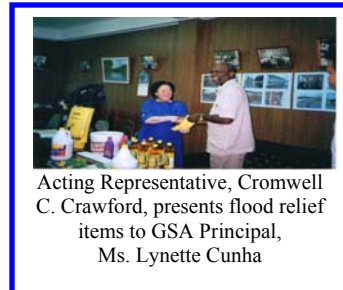 Acting Representative, Cromwell
C. Crawford, presents flood relief
items to GSA Principal,
Ms. Lynette Cunha